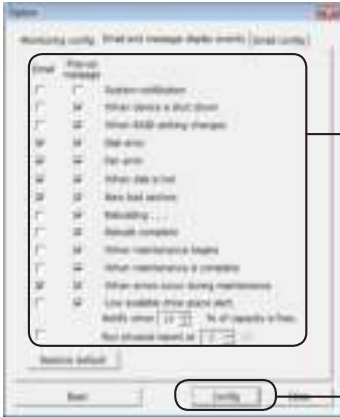 Option
Monitoring config Email and message display events Email config
Email Pop-up message
System notification
When device is shut down
When RAID setting changes
Disk error
Fan error
When disk is hot
New bad sectors
Rebuilding . . .
Rebuild complete
When maintenance begins
When maintenance is complete
When errors occur during maintenance
Low available drive space alert
Notify when % of capacity is free.
Restore default
Config
Close